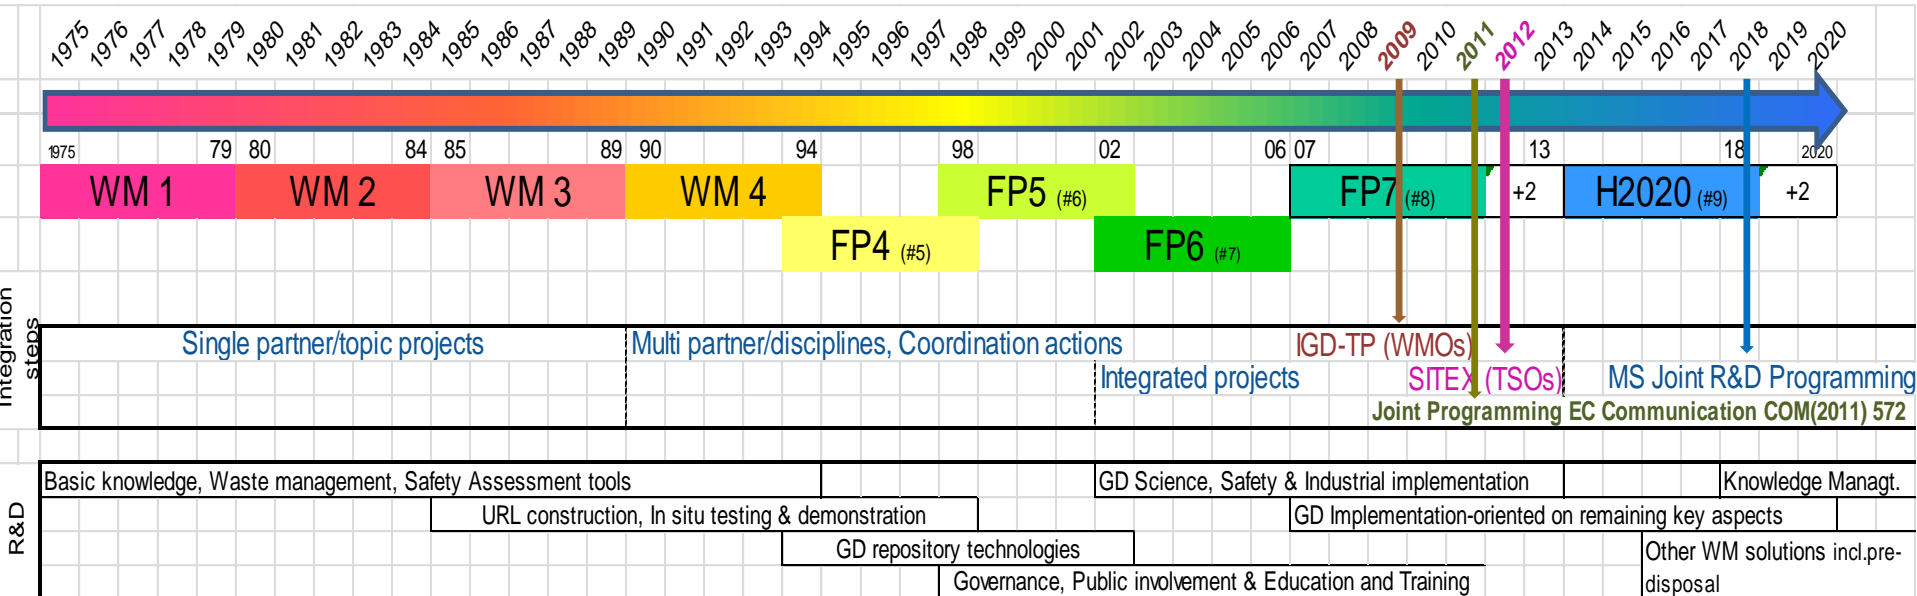 1975 1976 1977 1978 1979 1980 1981 1982 1983 1984 1985 1986 1987 1988 1989 1990 1991 1992 1993 1994 1995 1996 1997 1998 1999 2000 2001 2002 2003 2004 2005 2006 2007 2008 2009 2010 2011 2012 2013 2014 2015 2016 2017 2018 2019 2020
1975 79 80 84 85 89 90 94 98 02 06 07 13 18 2020
WM 1 WM 2 WM 3 WM 4 FP5 (#6) FP7 (#8) +2 H2020 (#9) +2
FP4 (#5) FP6 (#7)
Integration
steps
Single partner/topic projects Multi partner/disciplines, Coordination actions IGD-TP (WMOs)
Integrated projects SITEX (TSOs) MS Joint R&D Programming
Joint Programming EC Communication COM(2011) 572
R&D
Basic knowledge, Waste management, Safety Assessment tools GD Science, Safety & Industrial implementation Knowledge Managt.
URL construction, In situ testing & demonstration GD Implementation-oriented on remaining key aspects
GD repository technologies Other WM solutions incl.pre-
disposal
Governance, Public involvement & Education and Training